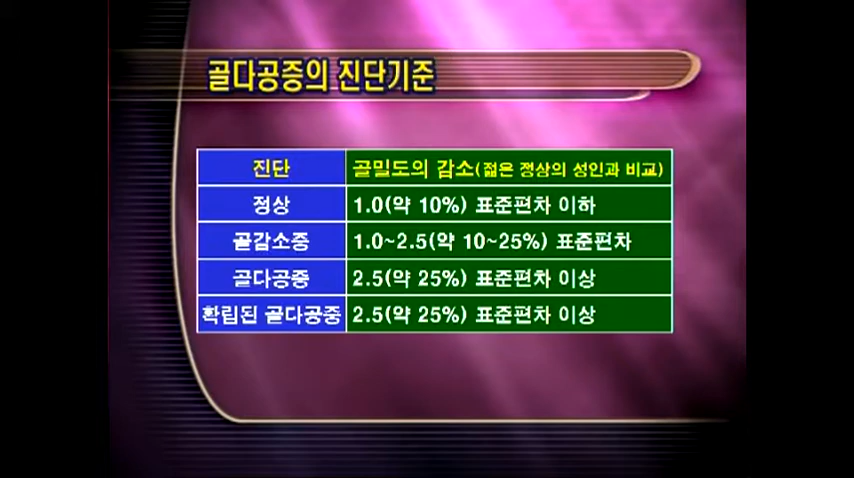 골다공증의 진단기준
진단 골밀도의 감소(젊은 정상의 성인과 비교)
정상 1.0(약 10%) 표준편차 이하
골감소증 1.0~2.5(약 10~25%) 표준편차
골다공증 2.5(약 25%) 표준편차 이상
확립된 골다공증 2.5(약 25%) 표준편차 이상